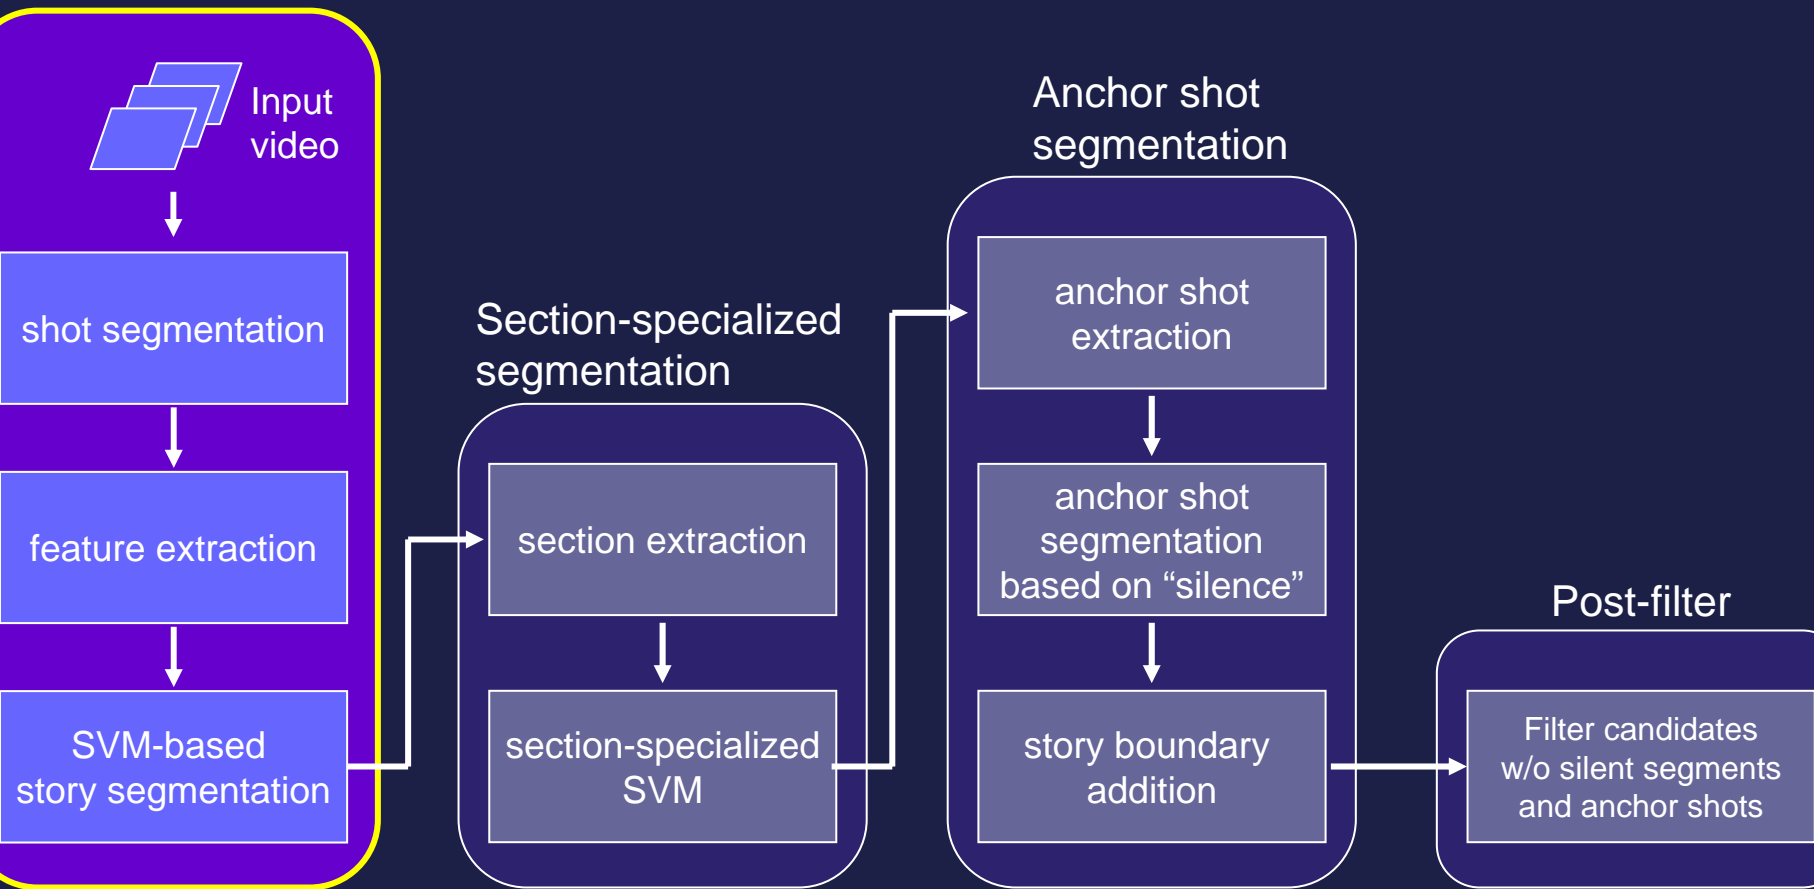 Input
video
shot segmentation
feature extraction
SVM-based
story segmentation
Section-specialized
segmentation
section extraction
section-specialized
SVM
Anchor shot
segmentation
anchor shot
extraction
anchor shot
segmentation
based on “silence”
story boundary
addition
Post-filter
Filter candidates
w/o silent segments
and anchor shots